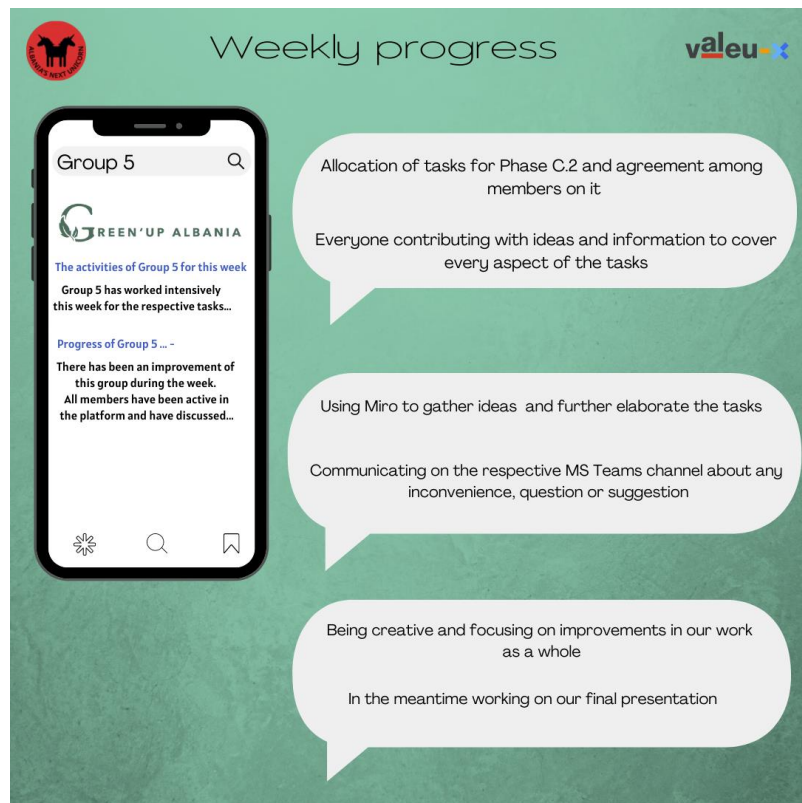 ALBANIA'S NEXT UNICORN
Weekly progress
valeu-x
Group 5
GREEN'UP ALBANIA
The activities of Group 5 for this week
Group 5 has worked intensively
this week for the respective tasks...
Progress of Group 5 ... -
There has been an improvement of
this group during the week.
All members have been active in
the platform and have discussed...
Allocation of tasks for Phase C.2 and agreement among
members on it
Everyone contributing with ideas and information to cover
every aspect of the tasks
Using Miro to gather ideas and further elaborate the tasks
Communicating on the respective MS Teams channel about any
inconvenience, question or suggestion
Being creative and focusing on improvements in our work
as a whole
In the meantime working on our final presentation